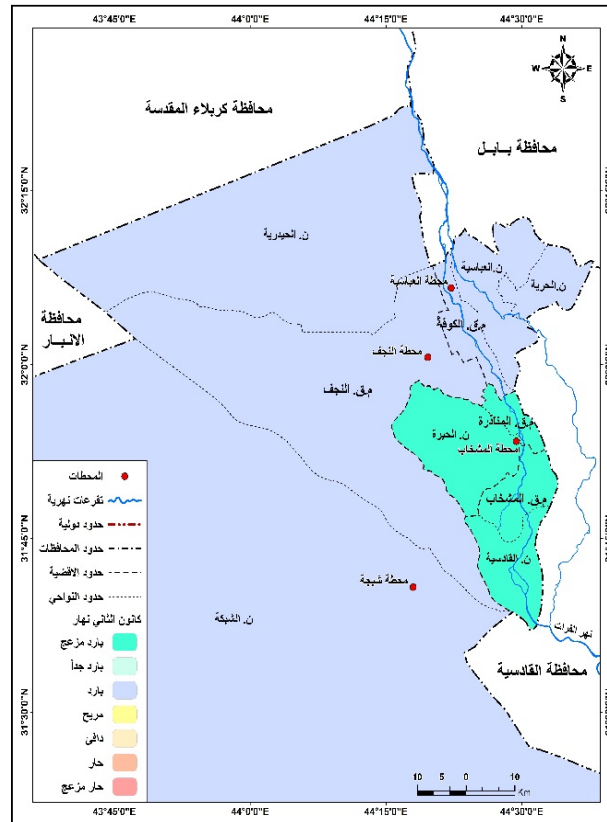 44°30'0"E
44°15'0"E
44°0'0"E
43°45'0"E
N
W
E
S
محافظة كربلاء المقدسة
محافظة بـابـل
32°15'0"N
ن. الحيدرية
ن. العباسية
ن. الحرية
محطة العباسية
محافظة
الانـبـار
م.ق. الكوفة
محطة النجف
32°0'0"N
م.ق. النجف
م.ق. المناذرة
ن. الحيرة
محطة المشخاب
م.ق. المشخاب
31°45'0"N
ن. القادسية
محطة شبجة
ن. الشبكة
نهر الفرات
محافظة القادسية
31°30'0"N
المحطات
تفرعات نهرية
حدود دولية
حدود المحافظات
حدود الاقضية
حدود النواحي
كانون الثاني نهار
بارد مزعج
بارد جداً
بارد
مريح
دافئ
حار
حار مزعج
10 5 0 10
Km
44°30'0"E
44°15'0"E
44°0'0"E
43°45'0"E